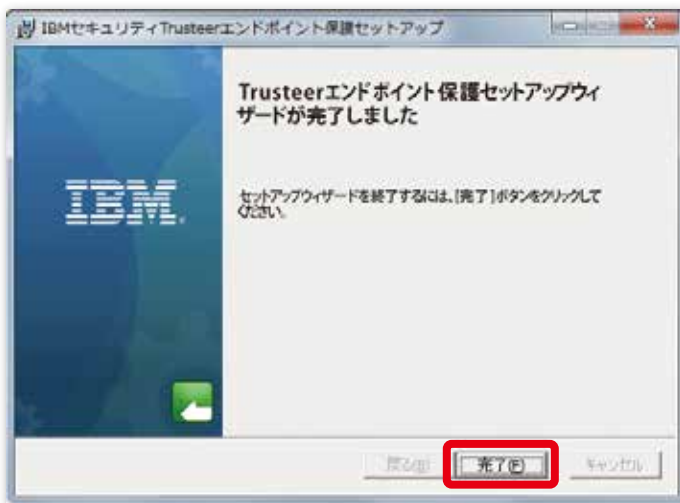 IBMセキュリティTrusteerエンドポイント保護セットアップ
Trusteerエンドポイント保護セットアップウィ
ザードが完了しました
IBM.
セットアップウィザードを終了するには、[完了]ボタンをクリックして
ください。
戻る(B)
完了(F)
キャンセル